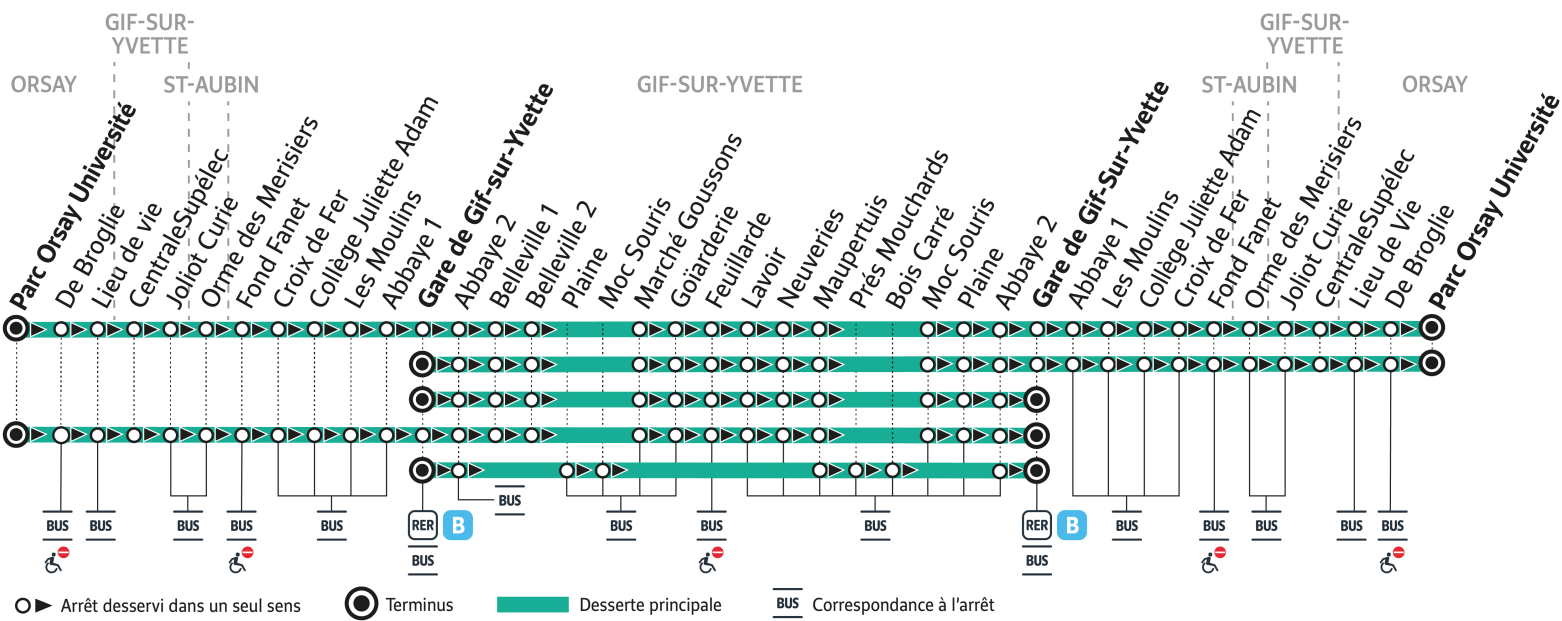 GIF-SUR-
YVETTE
GIF-SUR-
YVETTE
ORSAY
ST-AUBIN
GIF-SUR-YVETTE
ST-AUBIN
ORSAY
Parc Orsay Université
De Broglie
Lieu de vie
CentraleSupélec
Joliot Curie
Orme des Merisiers
Fond Fanet
Croix de Fer
Collège Juliette Adam
Les Moulins
Abbaye 1
Gare de Gif-sur-Yvette
Abbaye 2
Belleville 1
Belleville 2
Plaine
Moc Souris
Marché Goussons
Goiarderie
Feuillarde
Lavoir
Neuveries
Maupertuis
Prés Mouchards
Bois Carré
Moc Souris
Plaine
Abbaye 2
Gare de Gif-Sur-Yvette
Abbaye 1
Les Moulins
Collège Juliette Adam
Croix de Fer
Fond Fanet
Orme des Merisiers
Joliot Curie
CentraleSupélec
Lieu de Vie
De Broglie
Parc Orsay Université
BUS
BUS
BUS
BUS
BUS
BUS
RER B
BUS
BUS
BUS
BUS
RER B
BUS
BUS
BUS
BUS
BUS
BUS
Arrêt desservi dans un seul sens
Terminus
Desserte principale
BUS Correspondance à l'arrêt